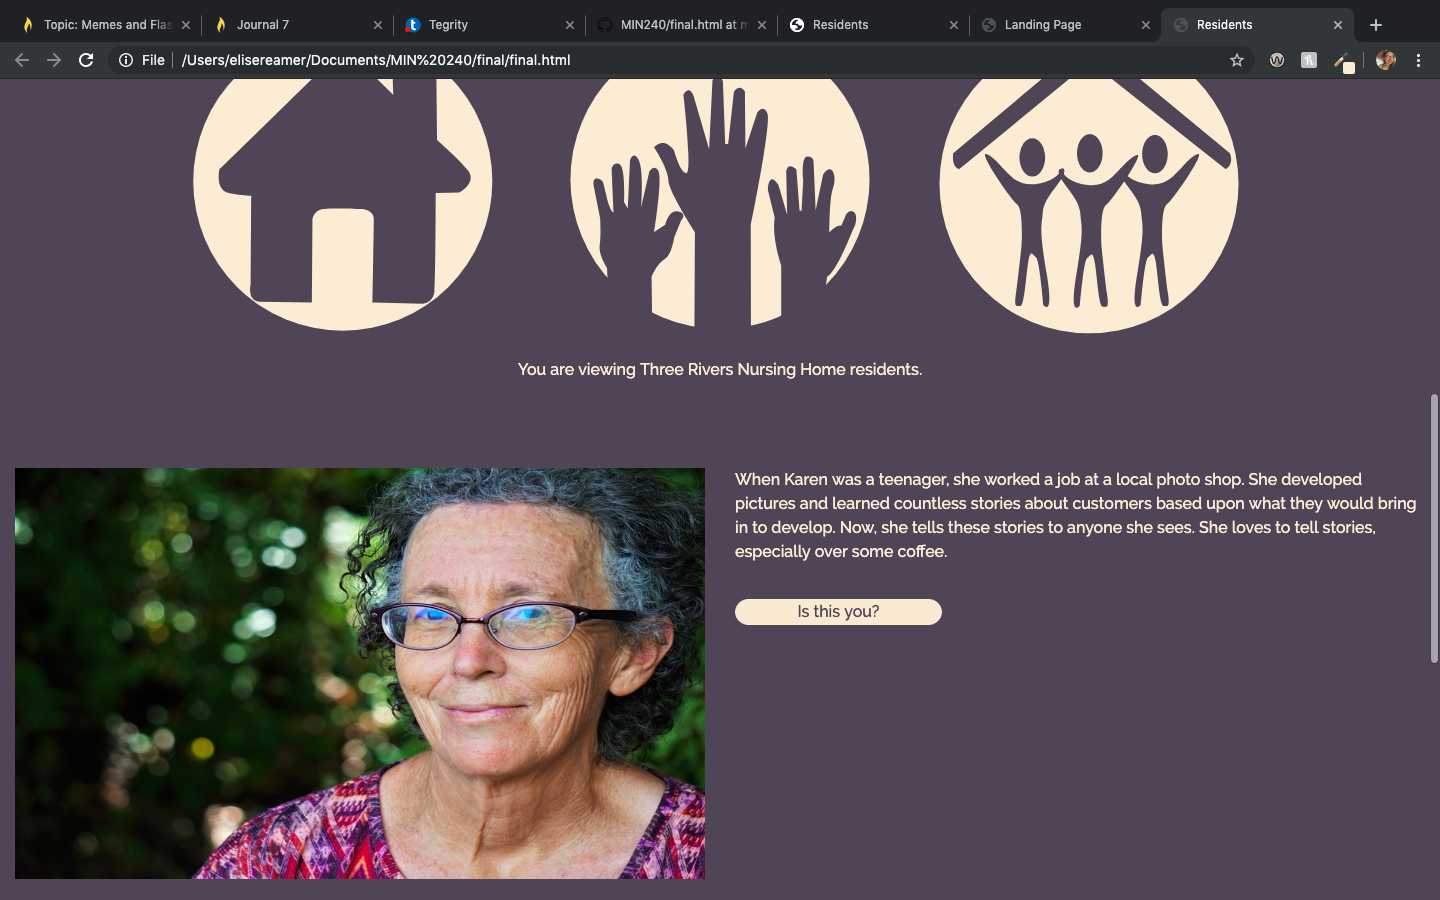 Topic: Memes and Flas
Journal 7
Tegrity
MIN240/final.html at m
Residents
Landing Page
Residents
File
/Users/elisereamer/Documents/MIN%20240/final/final.html
You are viewing Three Rivers Nursing Home residents.
When Karen was a teenager, she worked a job at a local photo shop. She developed
pictures and learned countless stories about customers based upon what they would bring
in to develop. Now, she tells these stories to anyone she sees. She loves to tell stories,
especially over some coffee.
Is this you?